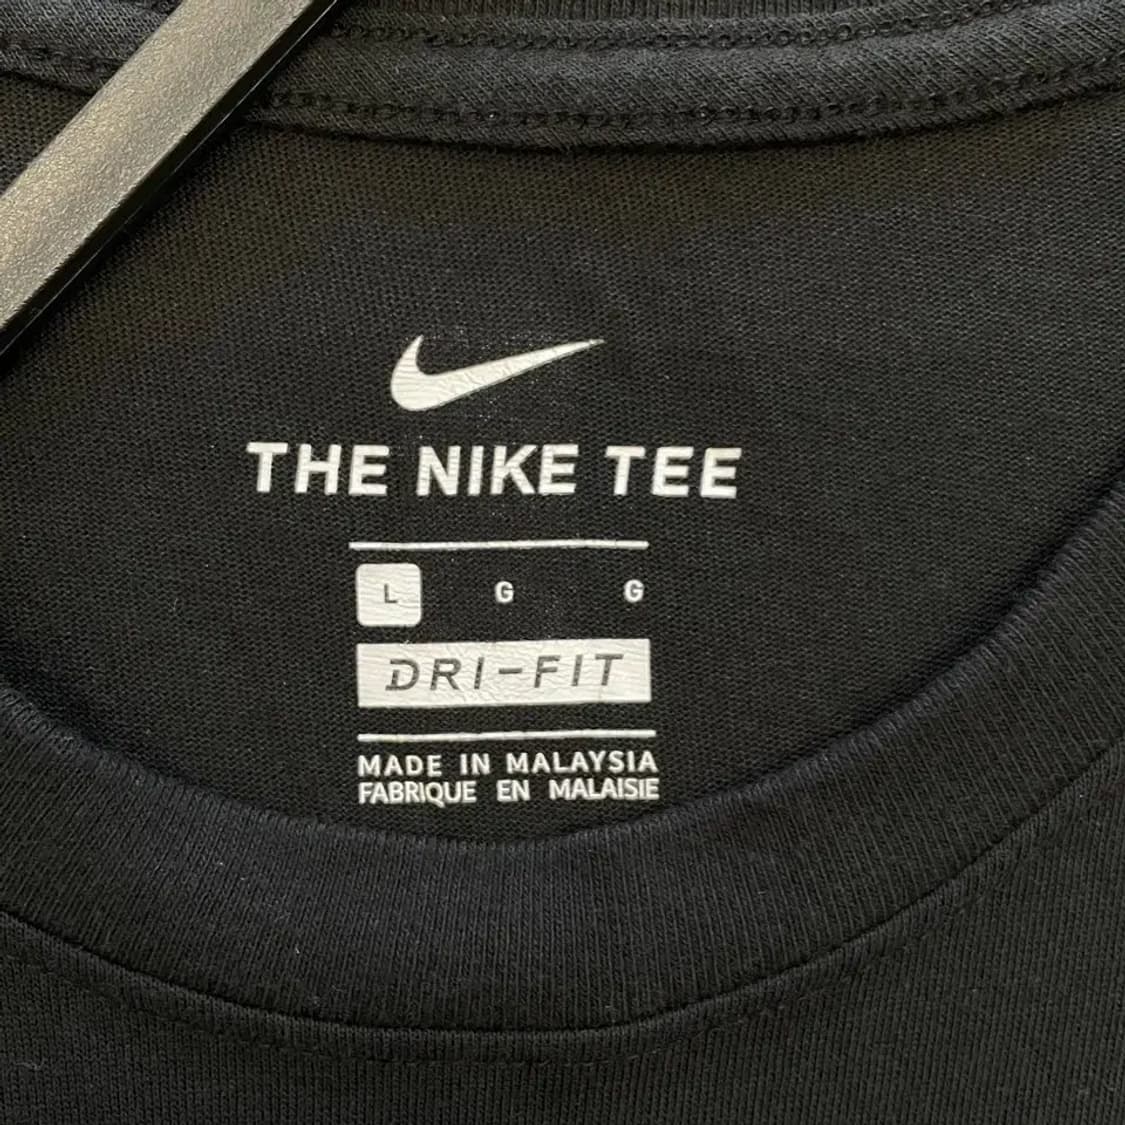 THE NIKE TEE
L G G
DRI-FIT
MADE IN MALAYSIA
FABRIQUE EN MALAISIE